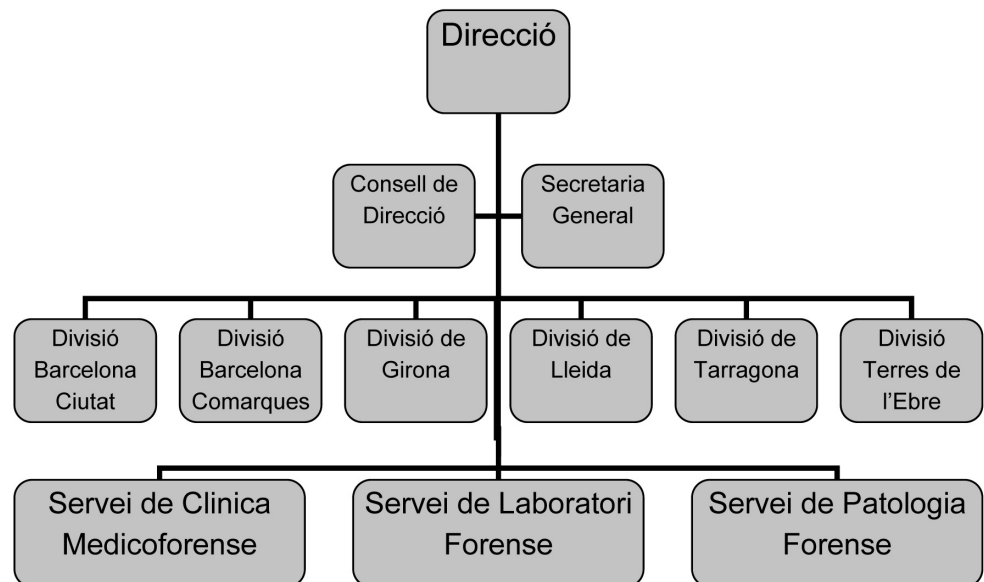 Direcció
Consell de
Direcció
Secretaria
General
Divisió
Barcelona
Ciutat
Divisió
Barcelona
Comarques
Divisió de
Girona
Divisió de
Lleida
Divisió de
Tarragona
Divisió
Terres de
l’Ebre
Servei de Clinica
Medicoforense
Servei de Laboratori
Forense
Servei de Patologia
Forense